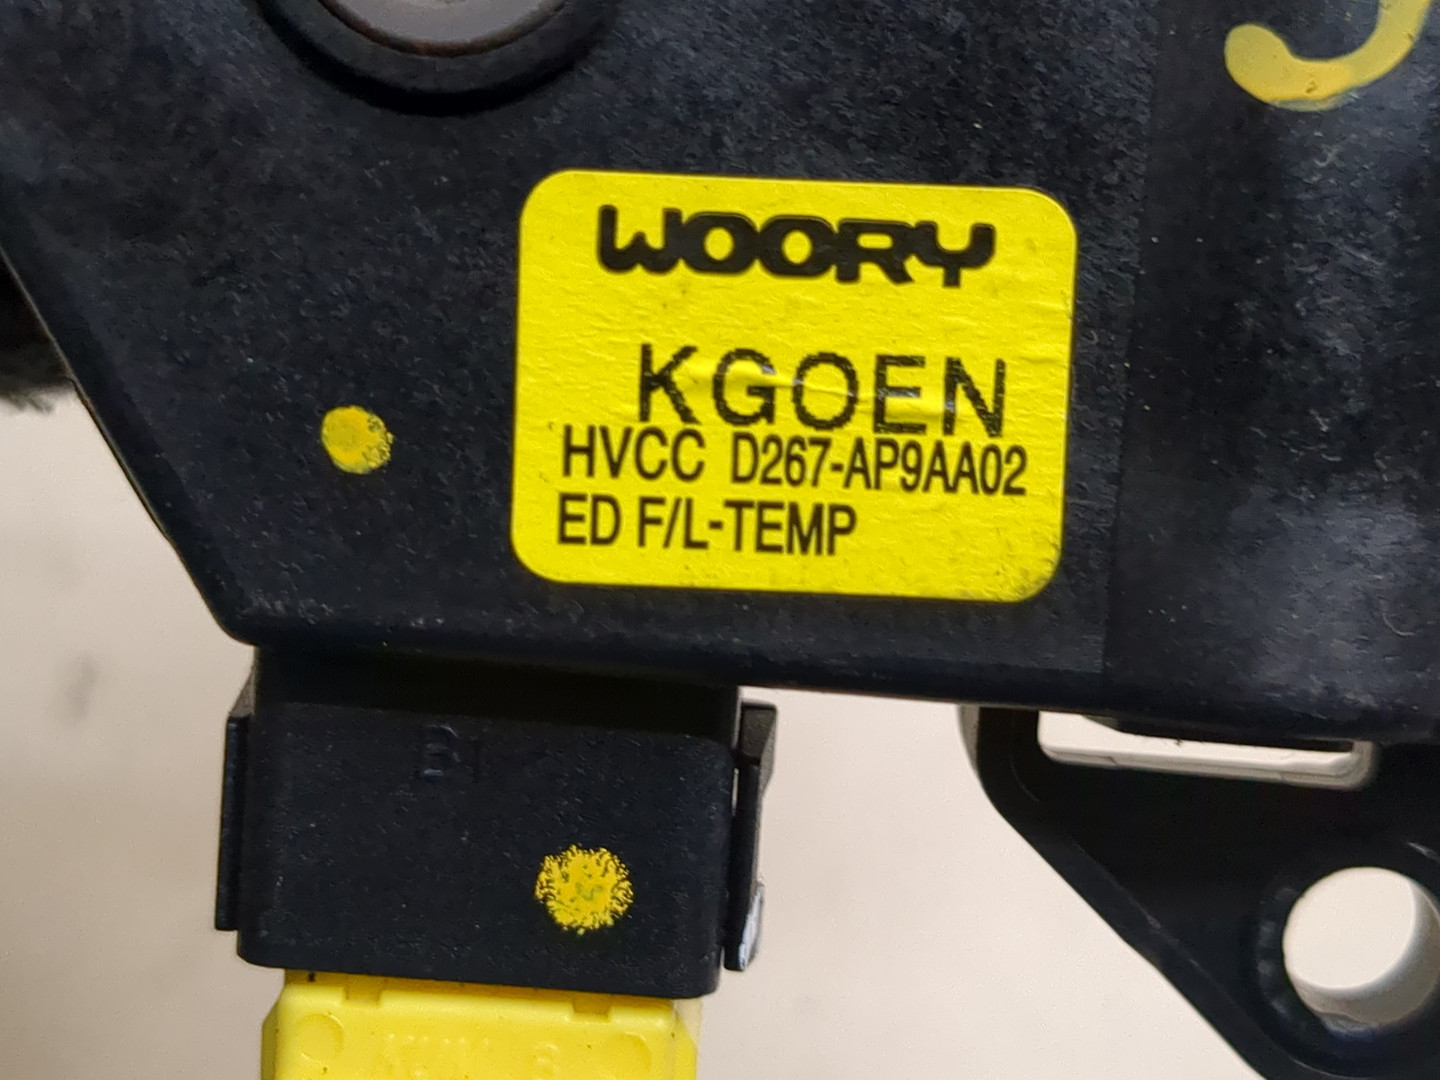 WOORY
KGOEN
HVCC D267-AP9AA02
ED F/L-TEMP